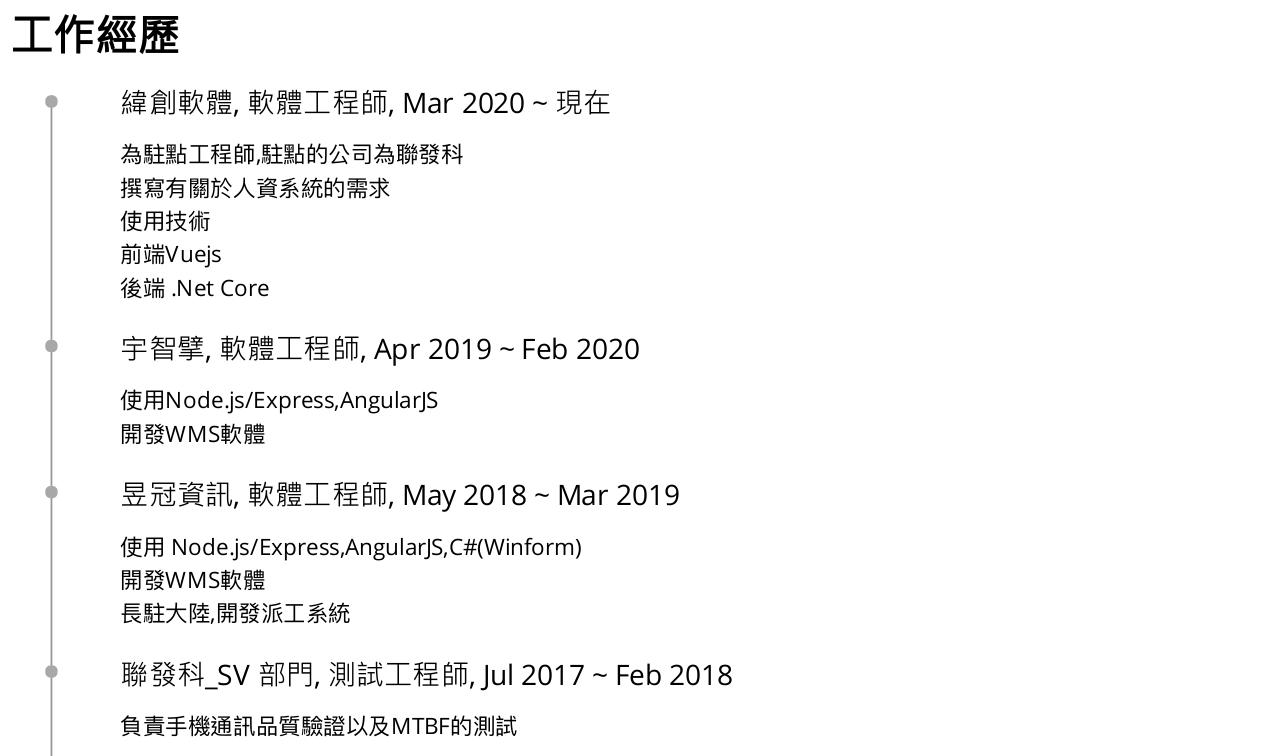 工作經歷
緯創軟體, 軟體工程師, Mar 2020 ~ 現在
為駐點工程師,駐點的公司為聯發科
撰寫有關於人資系統的需求
使用技術
前端Vuejs
後端 .Net Core
宇智擘, 軟體工程師, Apr 2019 ~ Feb 2020
使用Node.js/Express,AngularJS
開發WMS軟體
昱冠資訊, 軟體工程師, May 2018 ~ Mar 2019
使用 Node.js/Express,AngularJS,C#(Winform)
開發WMS軟體
長駐大陸,開發派工系統
聯發科_SV 部門, 測試工程師, Jul 2017 ~ Feb 2018
負責手機通訊品質驗證以及MTBF的測試